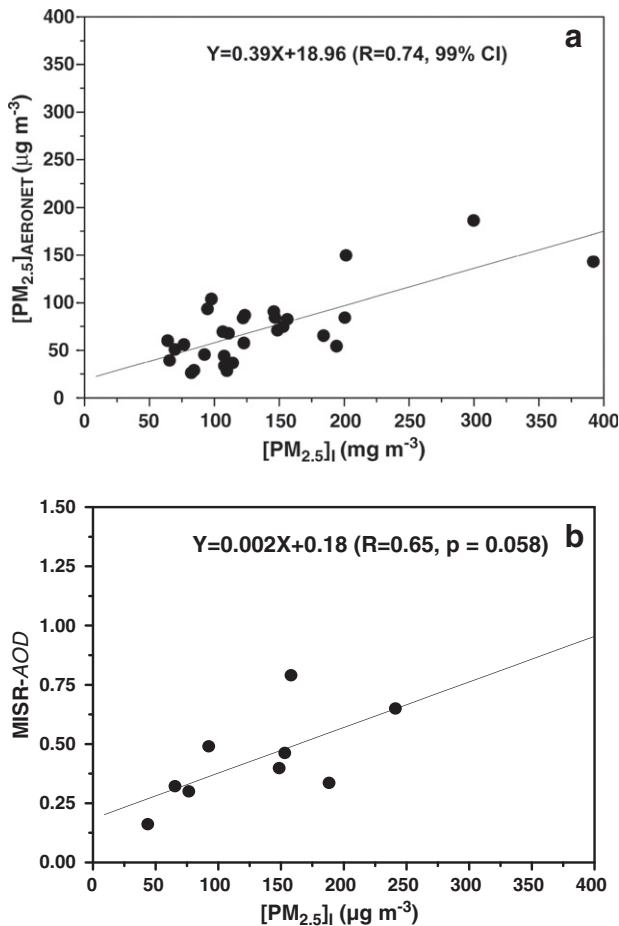 a
Y=0.39X+18.96 (R=0.74, 99% CI)
[PM2.5]AERONET (μg m-3)
400
350
300
250
200
150
100
50
0
0 50 100 150 200 250 300 350 400
[PM2.5]I (mg m-3)
b
Y=0.002X+0.18 (R=0.65, p = 0.058)
MISR-AOD
1.50
1.25
1.00
0.75
0.50
0.25
0.00
0 50 100 150 200 250 300 350 400
[PM2.5]I (μg m-3)